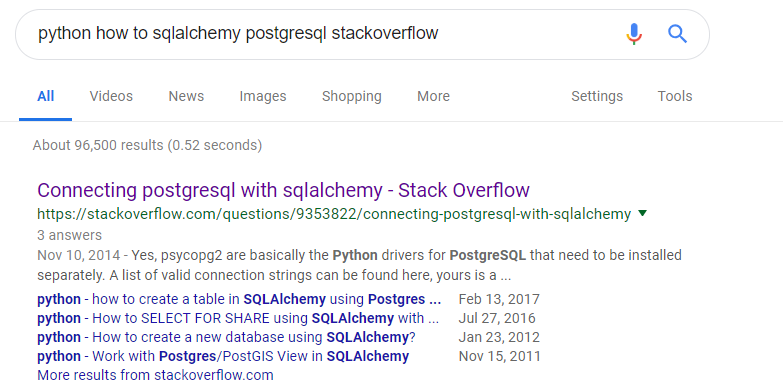 python how to sqlalchemy postgresql stackoverflow
All Videos News Images Shopping More Settings Tools
About 96,500 results (0.52 seconds)
Connecting postgresql with sqlalchemy - Stack Overflow
https://stackoverflow.com/questions/9353822/connecting-postgresql-with-sqlalchemy
3 answers
Nov 10, 2014 - Yes, psycopg2 are basically the Python drivers for PostgreSQL that need to be installed
separately. A list of valid connection strings can be found here, yours is a ...
python - how to create a table in SQLAlchemy using Postgres ... Feb 13, 2017
python - How to SELECT FOR SHARE using SQLAlchemy with ... Jul 27, 2016
python - How to create a new database using SQLAlchemy? Jan 23, 2012
python - Work with Postgres/PostGIS View in SQLAlchemy Nov 15, 2011
More results from stackoverflow.com